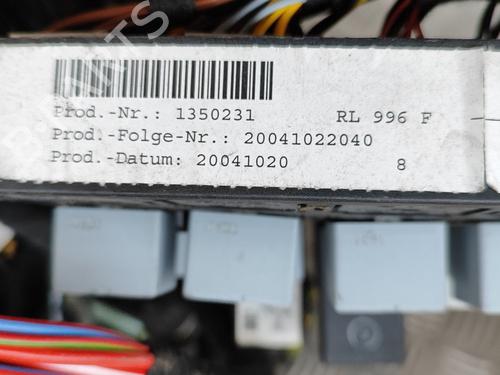 Prod.-Nr.: 1350231 RL 996 F
Prod.-Folge-Nr.: 20041022040
Prod.-Datum: 20041020 8